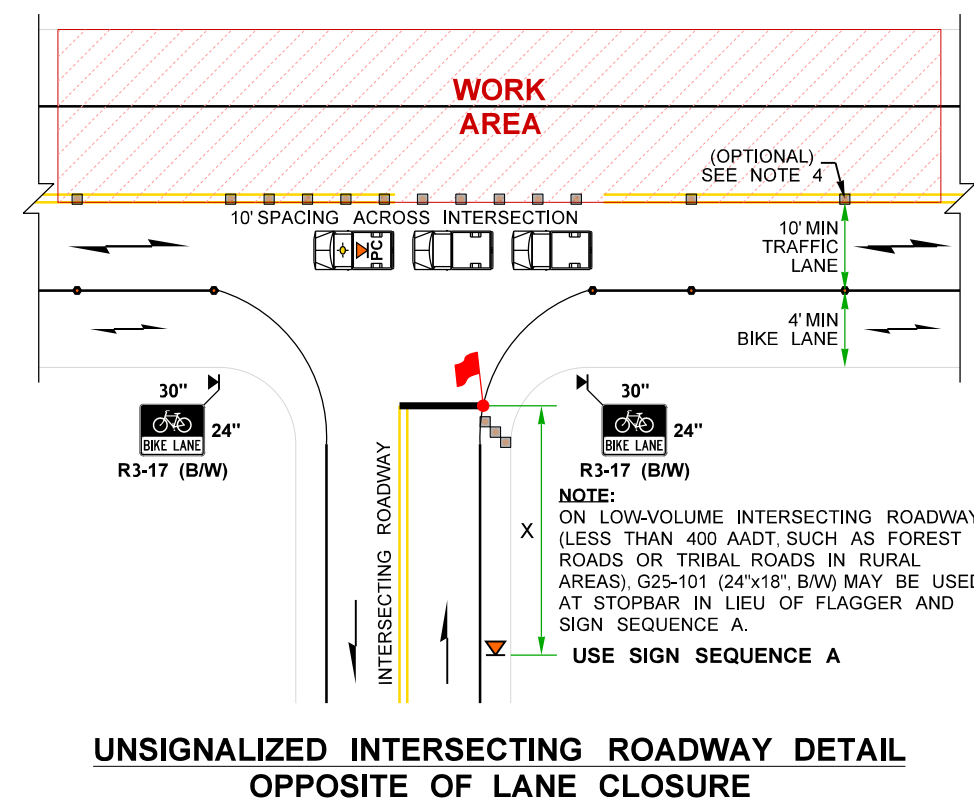 WORK
AREA
(OPTIONAL)
SEE NOTE 4
10' SPACING ACROSS INTERSECTION
PC
10' MIN
TRAFFIC
LANE
4' MIN
BIKE LANE
30"
24"
BIKE LANE
R3-17 (B/W)
30"
24"
BIKE LANE
R3-17 (B/W)
INTERSECTING ROADWAY
X
NOTE:
ON LOW-VOLUME INTERSECTING ROADWAY
(LESS THAN 400 AADT, SUCH AS FOREST
ROADS OR TRIBAL ROADS IN RURAL
AREAS), G25-101 (24"x18", B/W) MAY BE USED
AT STOPBAR IN LIEU OF FLAGGER AND
SIGN SEQUENCE A.
USE SIGN SEQUENCE A
UNSIGNALIZED INTERSECTING ROADWAY DETAIL
OPPOSITE OF LANE CLOSURE